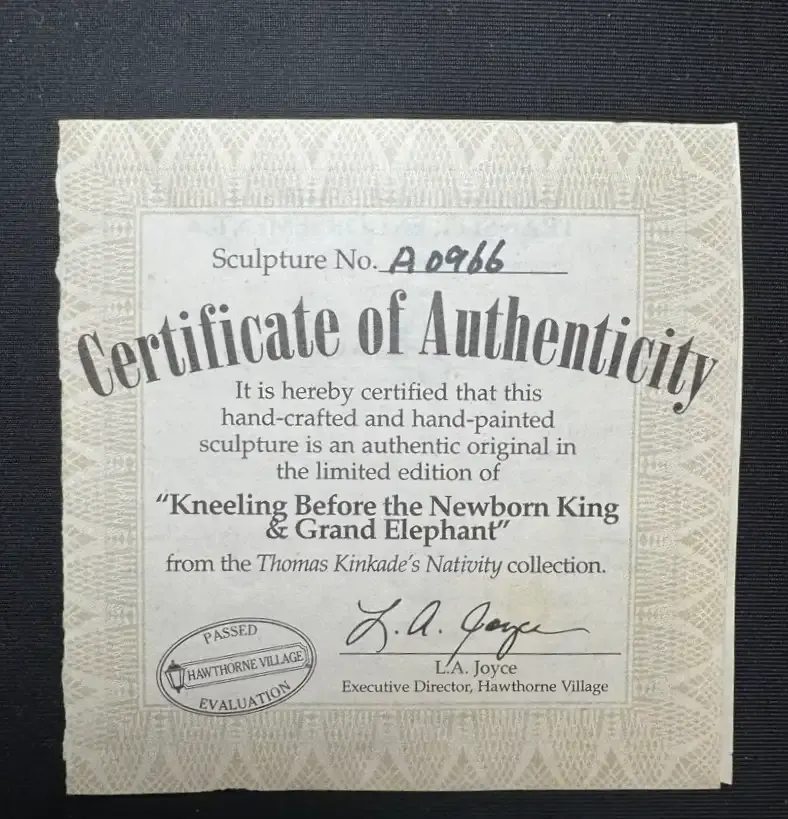 Sculpture No. A0966
Certificate of Authenticity
It is hereby certified that this
hand-crafted and hand-painted
sculpture is an authentic original in
the limited edition of
“Kneeling Before the Newborn King
& Grand Elephant”
from the Thomas Kinkade's Nativity collection.
L. A. Joyce
L.A. Joyce
Executive Director, Hawthorne Village
PASSED
HAWTHORNE VILLAGE
EVALUATION